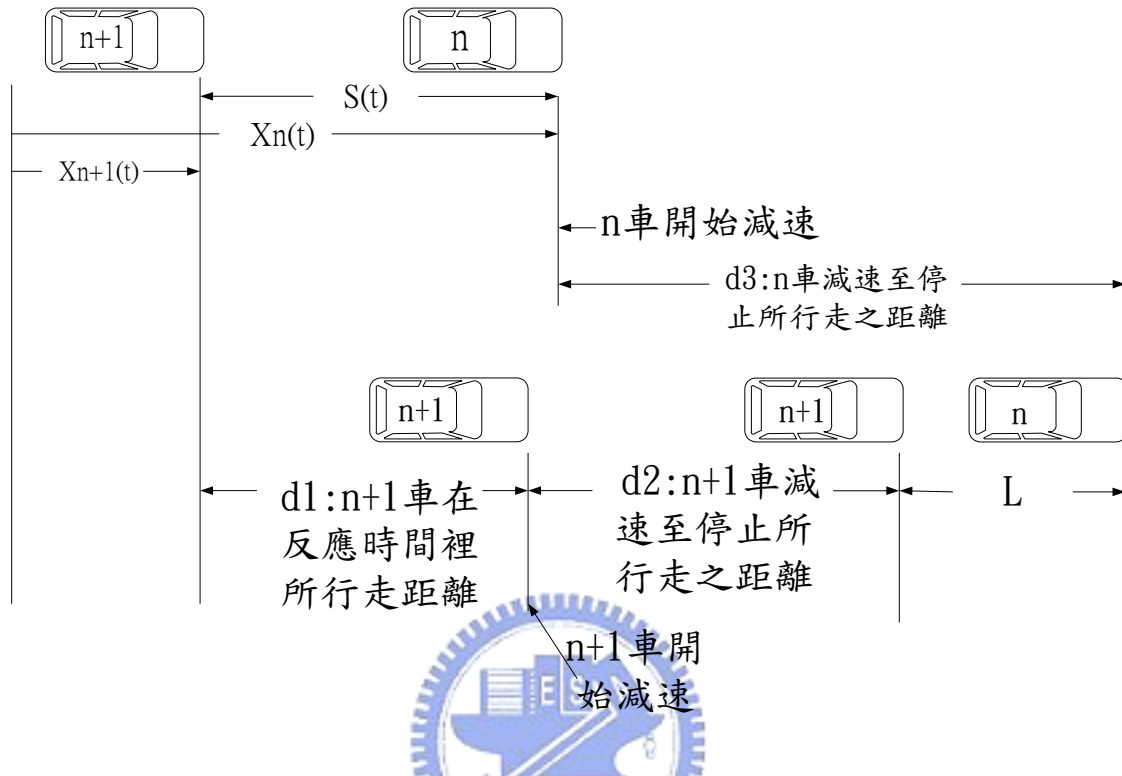 n+1
n
S(t)
Xn(t)
Xn+1(t)
n車開始減速
d3:n車減速至停
止所行走之距離
n+1
n+1
n
d1:n+1車在
反應時間裡
所行走距離
d2:n+1車減
速至停止所
行走之距離
L
n+1車開
始減速